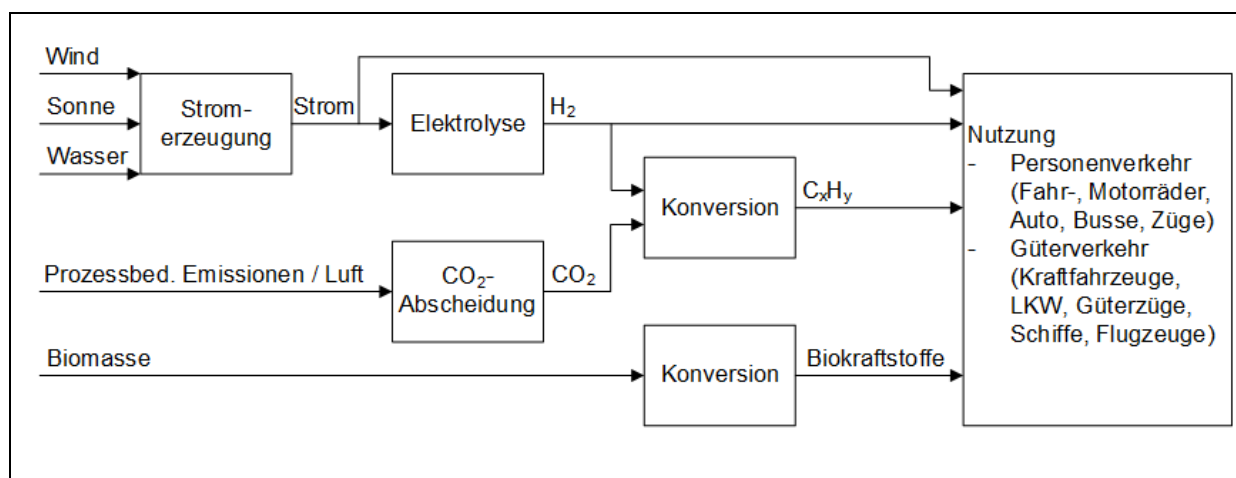 Wind
Sonne
Wasser
Strom-
erzeugung
Strom
Elektrolyse
H₂
Konversion
CₓHᵧ
Prozessbed. Emissionen / Luft
CO₂-
Abscheidung
CO₂
Biomasse
Konversion
Biokraftstoffe
Nutzung
- Personenverkehr
(Fahr-, Motorräder,
Auto, Busse, Züge)
- Güterverkehr
(Kraftfahrzeuge,
LKW, Güterzüge,
Schiffe, Flugzeuge)